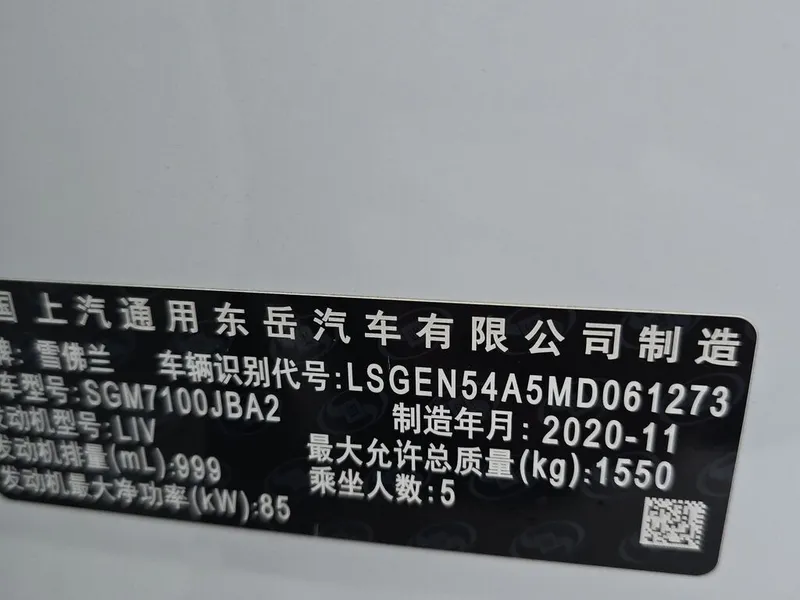 国 上汽通用东岳汽车有限公司制造
牌: 雪佛兰 车辆识别代号:LSGEN54A5MD061273
车型号:SGM7100JBA2 制造年月: 2020-11
发动机型号:LIV 最大允许总质量(kg):1550
发动机排量(mL):999 乘坐人数:5
发动机最大净功率(kW):85